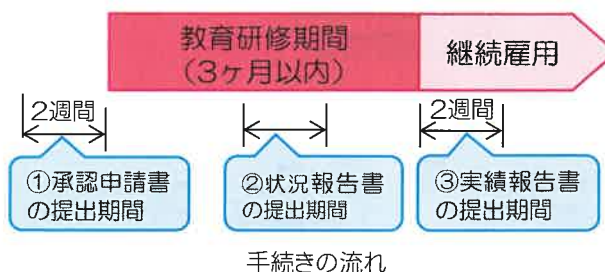 教育研修期間
（3ヶ月以内）
継続雇用
2週間
2週間
①承認申請書
の提出期間
②状況報告書
の提出期間
③実績報告書
の提出期間
手続きの流れ